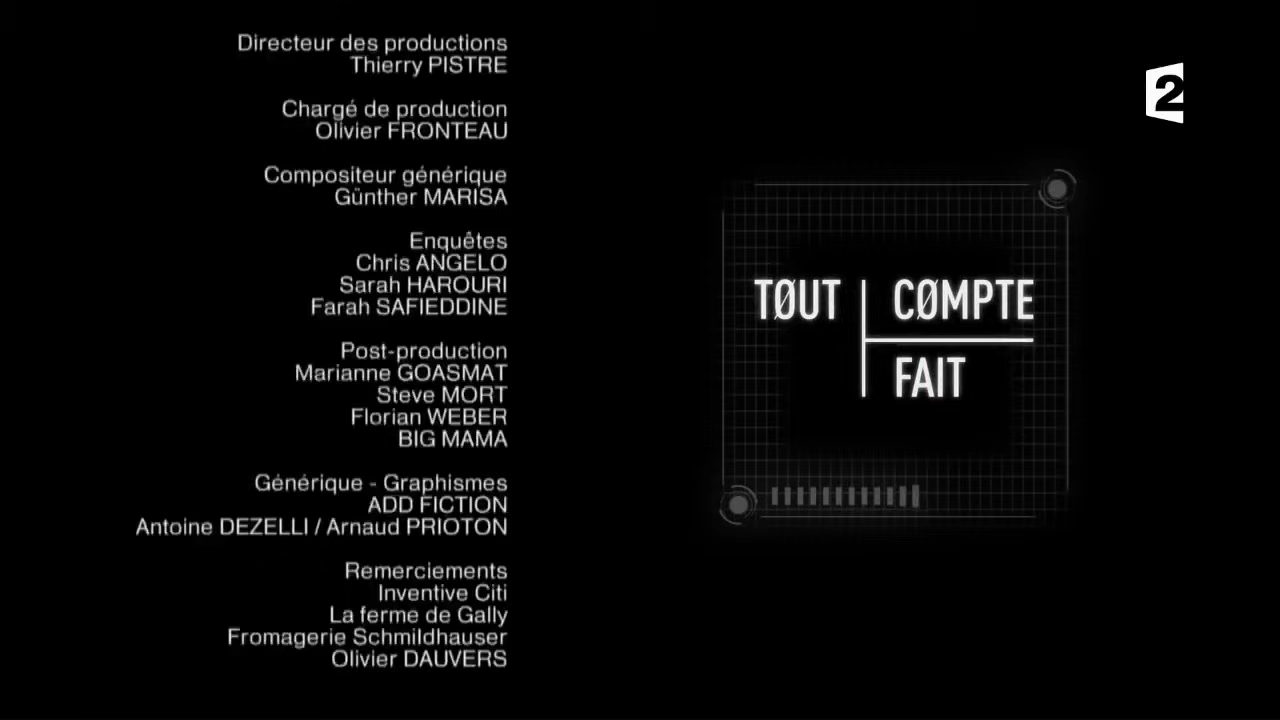 Directeur des productions
Thierry PISTRE
Chargé de production
Olivier FRONTEAU
Compositeur générique
Günther MARISA
Enquêtes
Chris ANGELO
Sarah HAROURI
Farah SAFIEDDINE
Post-production
Marianne GOASMAT
Steve MORT
Florian WEBER
BIG MAMA
Générique - Graphismes
ADD FICTION
Antoine DEZELLI / Arnaud PRIOTON
Remerciements
Inventive Citi
La ferme de Gally
Fromagerie Schmildhauser
Olivier DAUVERS
2
TØUT CØMPTE
FAIT